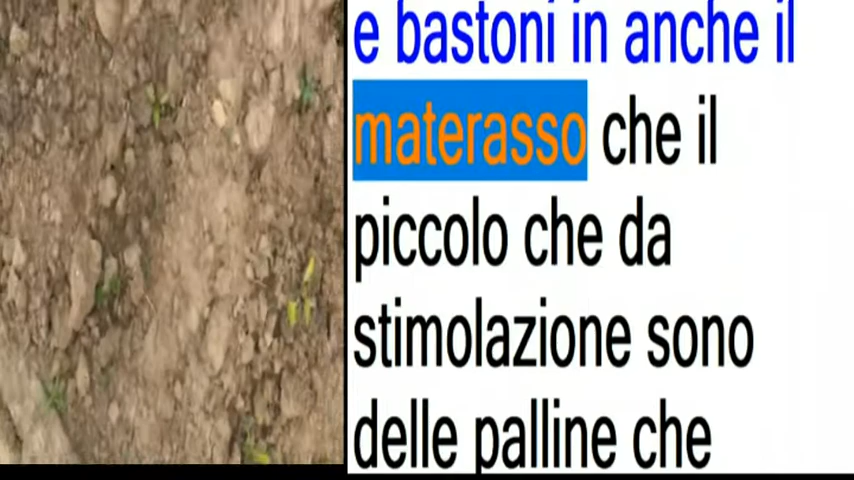 e bastoni in anche il
materasso che il
piccolo che da
stimolazione sono
delle palline che